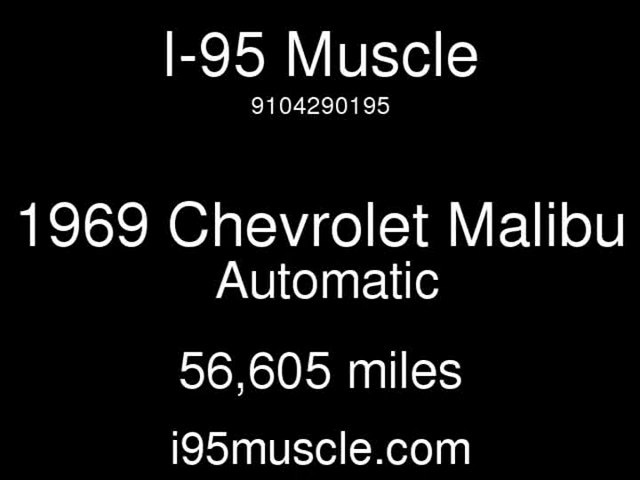 I-95 Muscle
9104290195
1969 Chevrolet Malibu
Automatic
56,605 miles
i95muscle.com